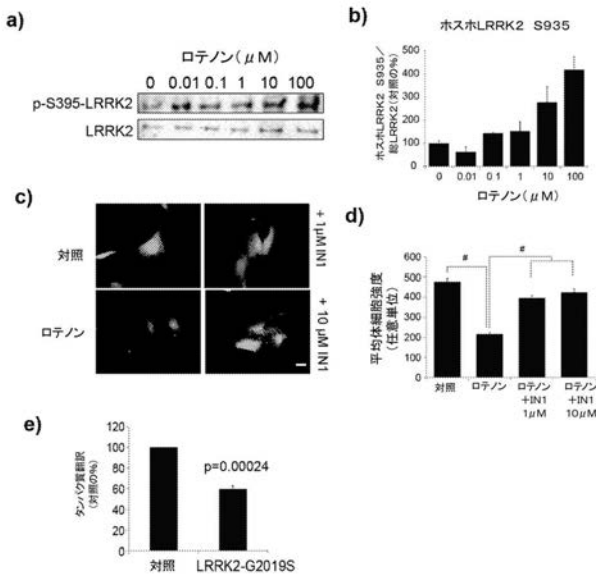 a)
ロテノン(μM)
0 0.01 0.1 1 10 100
p-S395-LRRK2
LRRK2
b)
ホスホLRRK2 S935
ホスホLRRK2 S935／
総LRRK2(対照の%)
500
400
300
200
100
0
0 0.01 0 1 1 10 100
ロテノン(μM)
c)
対照
ロテノン
+1μM IN1
+ 10 μM IN1
d)
平均体細胞強度
(任意単位)
600
500
400
300
200
100
0
#
#
対照
ロテノン
ロテノン
+IN1
1μM
ロテノン
+IN1
10μM
e)
タンパク質翻訳
(対照の%)
120
100
80
60
40
20
0
p=0.00024
対照
LRRK2-G2019S